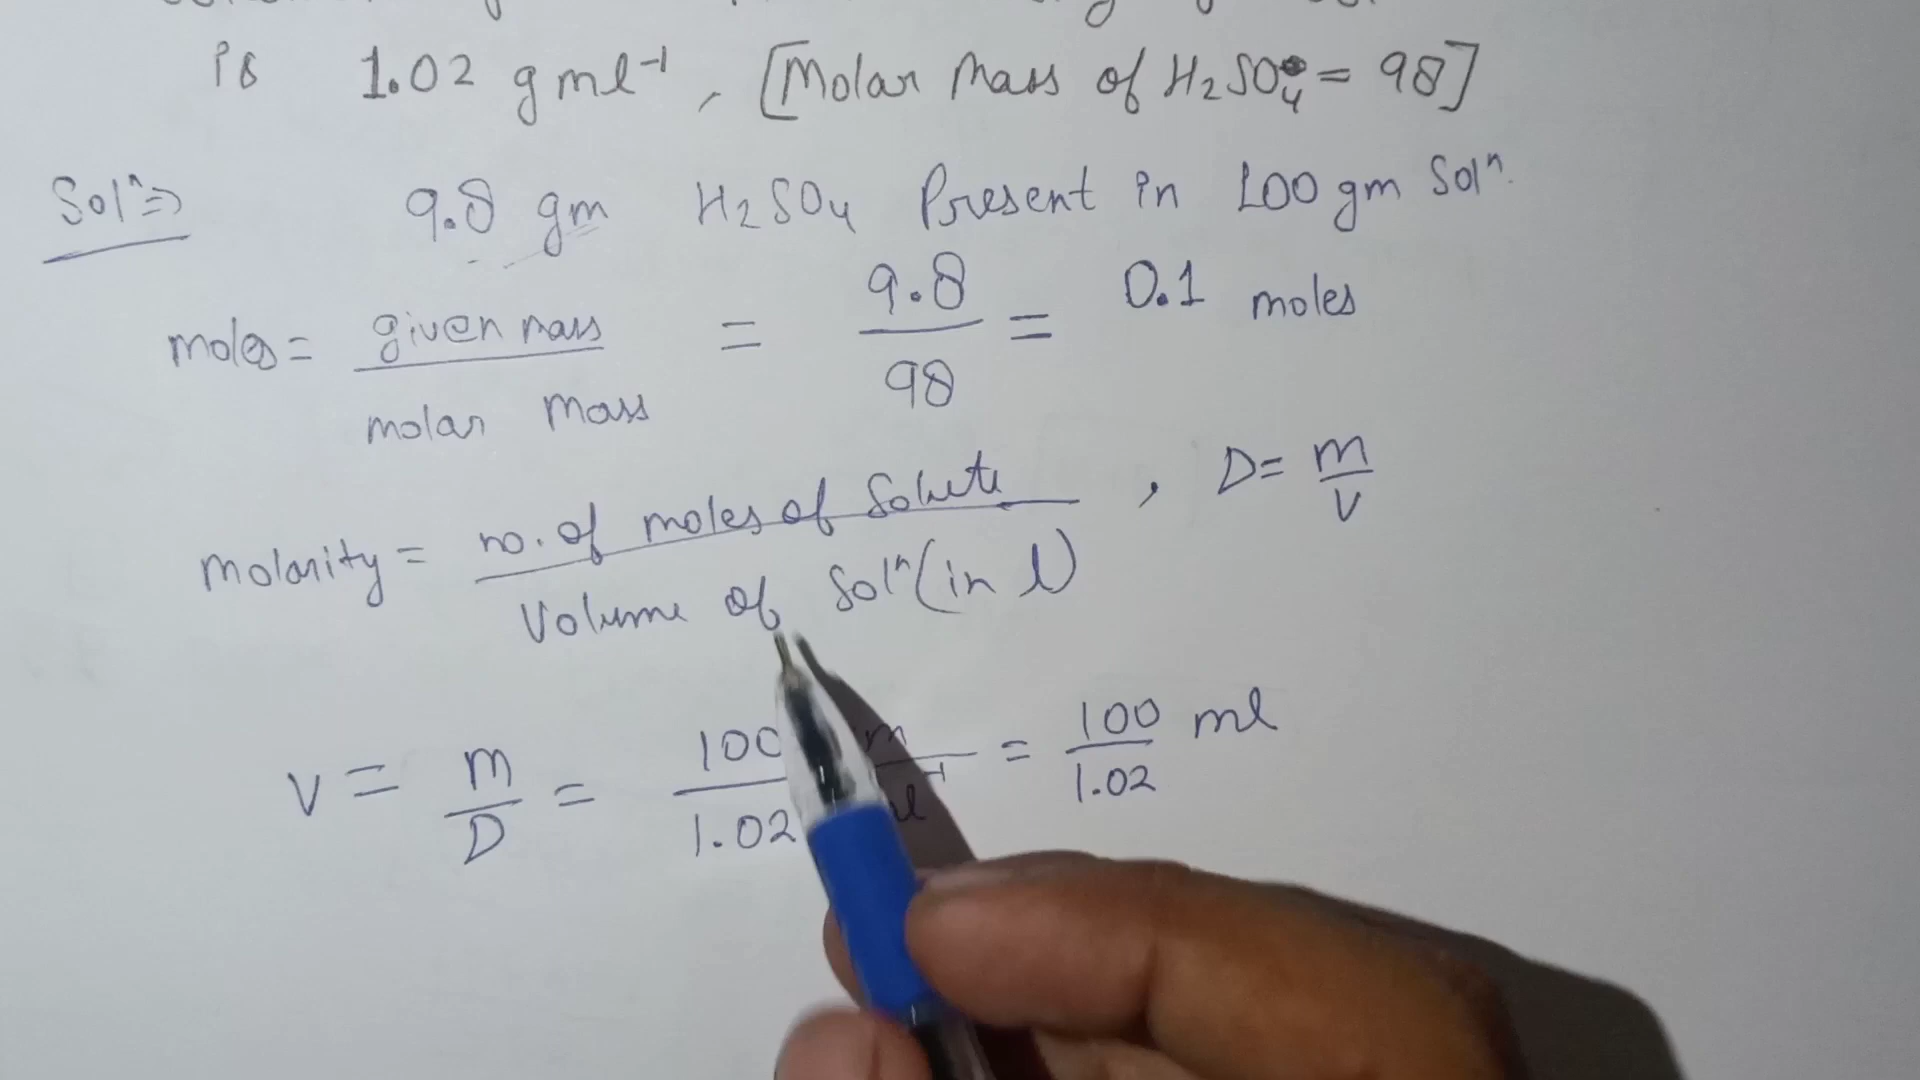 is 1.02 g ml⁻¹, [Molar Mass of H₂SO₄ = 98]
Solⁿ⇒ 9.8 gm H₂SO₄ Present in 100 gm Solⁿ.
moles = given mass / molar mass = 9.8 / 98 = 0.1 moles
Molarity = no. of moles of Solute / Volume of Solⁿ (in l) , D = m / V
V = m / D = 100 / 1.02 = 100 / 1.02 ml